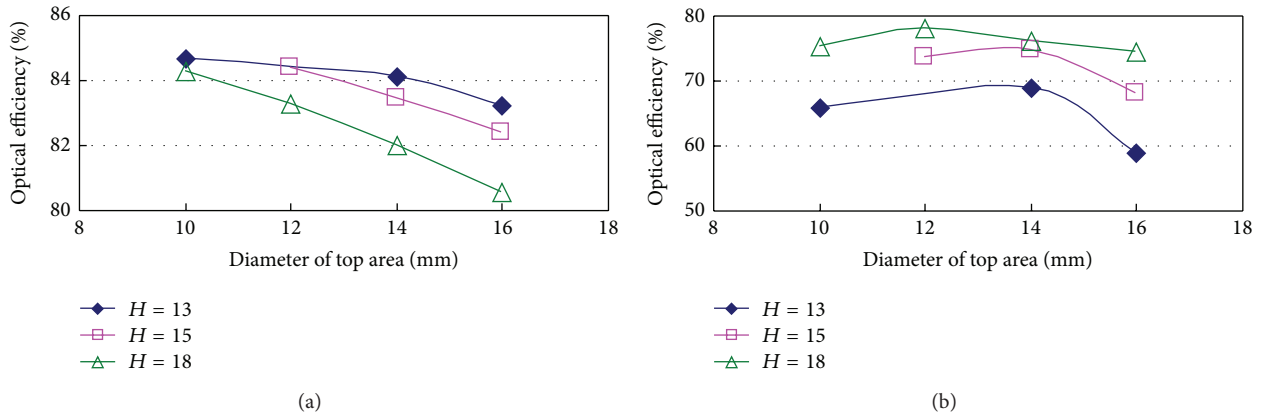 86
84
82
80
Optical efficiency (%)
8 10 12 14 16 18
Diameter of top area (mm)
H = 13
H = 15
H = 18
(a)
80
70
60
50
Optical efficiency (%)
8 10 12 14 16 18
Diameter of top area (mm)
H = 13
H = 15
H = 18
(b)